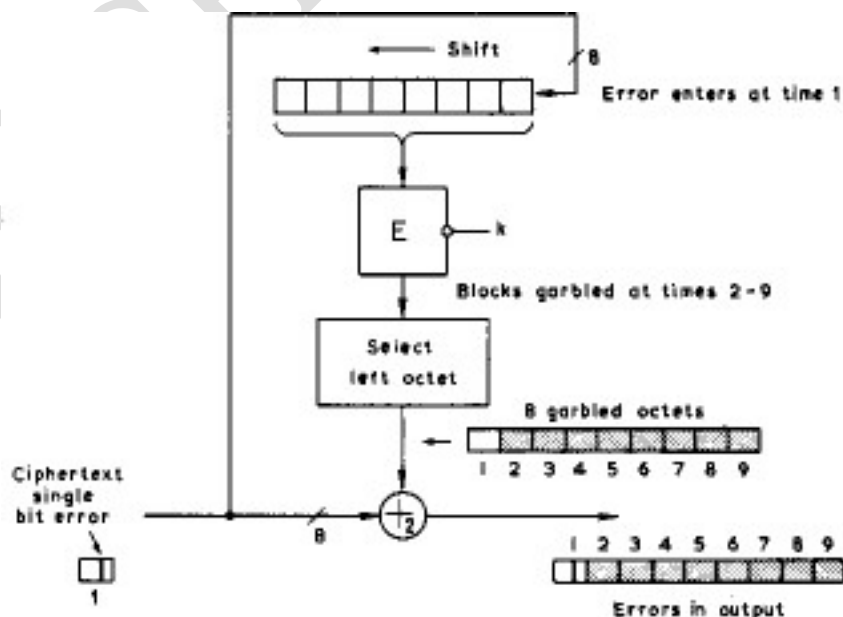 Shift
8
Error enters at time 1
E
k
Blocks garbled at times 2-9
Select
left octet
8 garbled octets
1 2 3 4 5 6 7 8 9
Ciphertext
single
bit error
8
+2
1 2 3 4 5 6 7 8 9
1
Errors in output